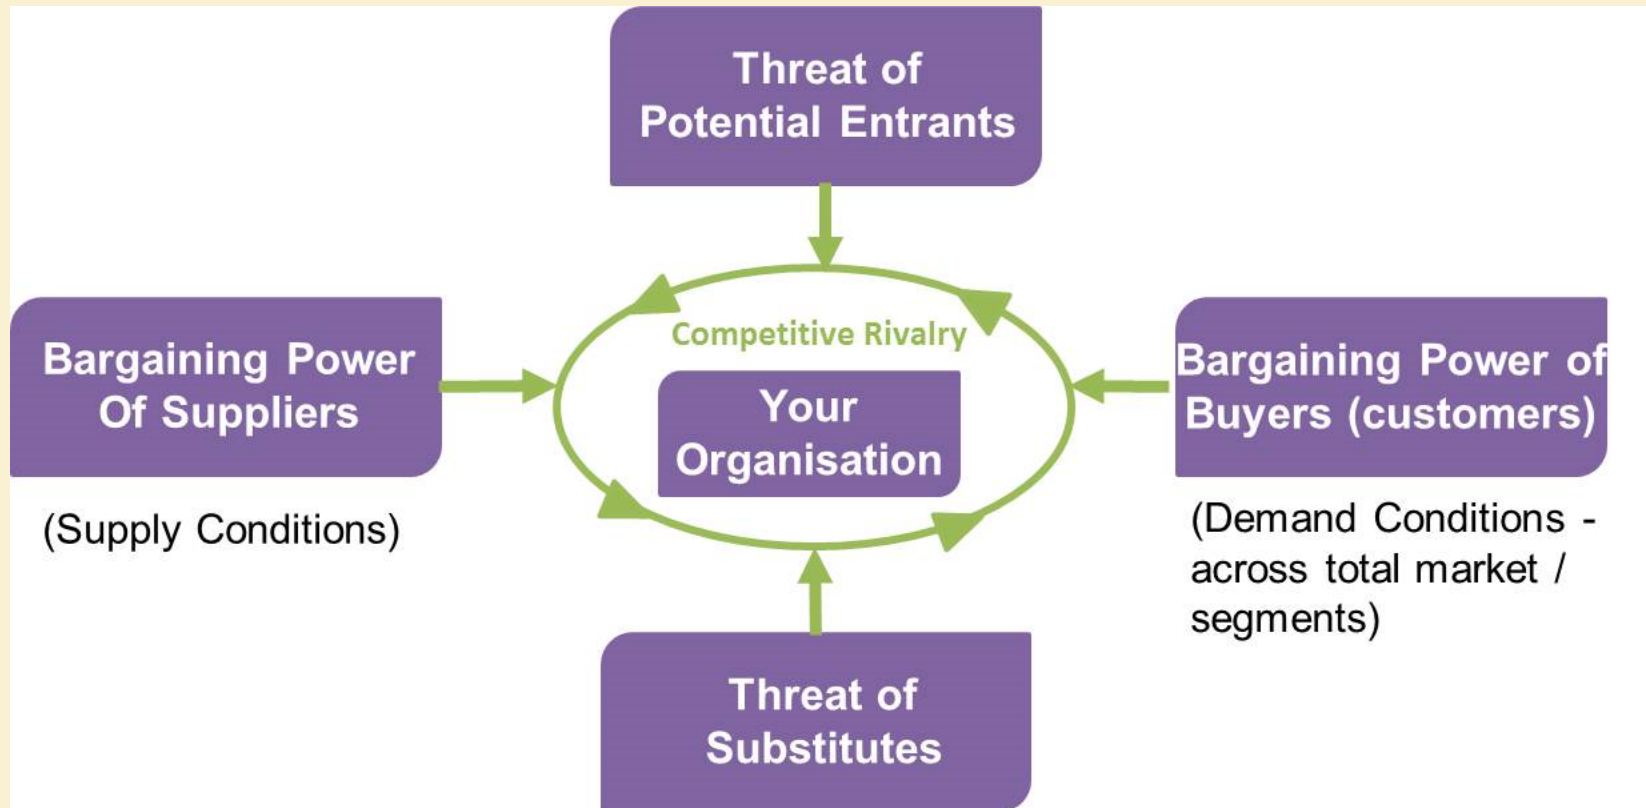 Threat of
Potential Entrants
Bargaining Power
Of Suppliers
(Supply Conditions)
Competitive Rivalry
Your
Organisation
Bargaining Power of
Buyers (customers)
(Demand Conditions -
across total market /
segments)
Threat of
Substitutes